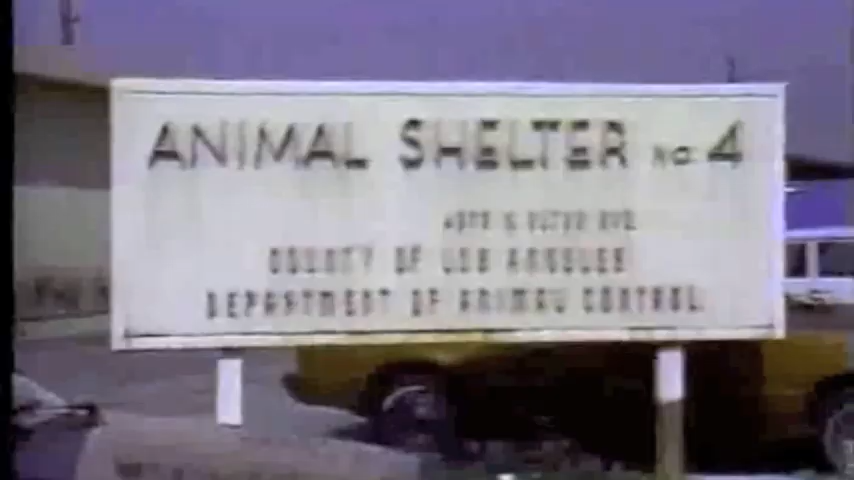 ANIMAL SHELTER No. 4
COUNTY OF LOS ANGELES
DEPARTMENT OF ANIMAL CONTROL